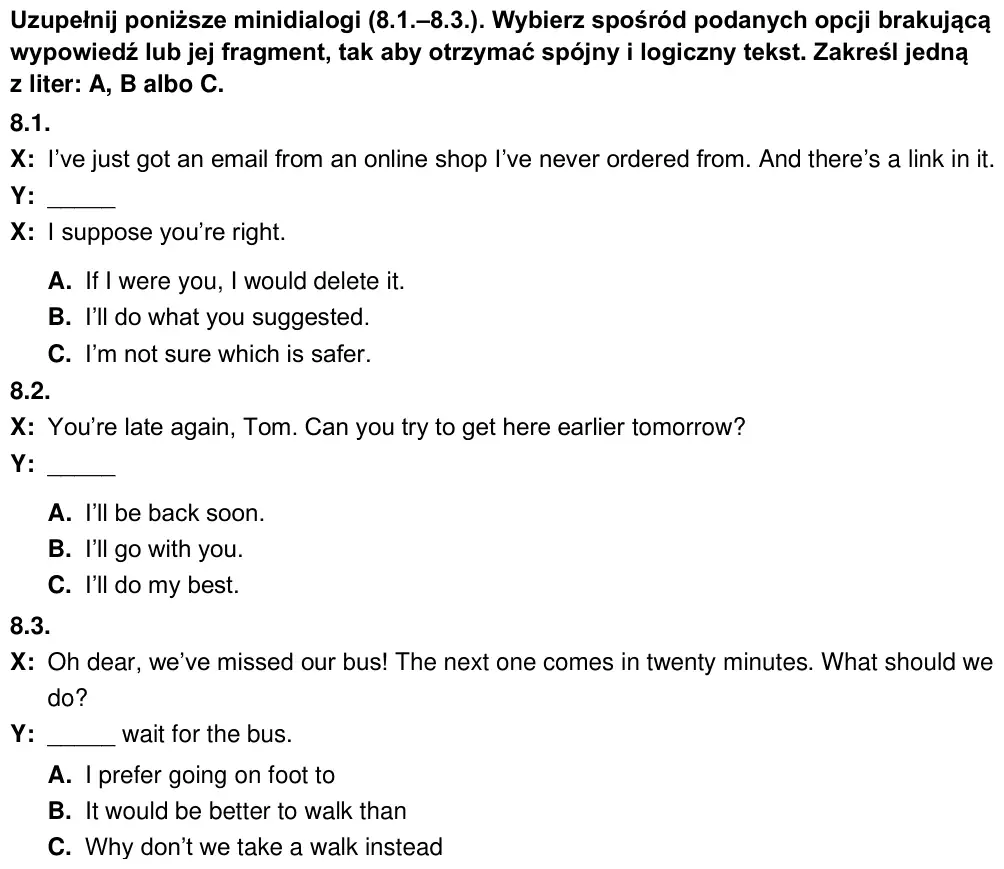 Uzupełnij poniższe minidialogi (8.1.–8.3.). Wybierz spośród podanych opcji brakującą
wypowiedź lub jej fragment, tak aby otrzymać spójny i logiczny tekst. Zakreśl jedną
z liter: A, B albo C.
8.1.
X: I’ve just got an email from an online shop I’ve never ordered from. And there’s a link in it.
Y: _____
X: I suppose you’re right.
A. If I were you, I would delete it.
B. I’ll do what you suggested.
C. I’m not sure which is safer.
8.2.
X: You’re late again, Tom. Can you try to get here earlier tomorrow?
Y: _____
A. I’ll be back soon.
B. I’ll go with you.
C. I’ll do my best.
8.3.
X: Oh dear, we’ve missed our bus! The next one comes in twenty minutes. What should we
do?
Y: _____ wait for the bus.
A. I prefer going on foot to
B. It would be better to walk than
C. Why don’t we take a walk instead